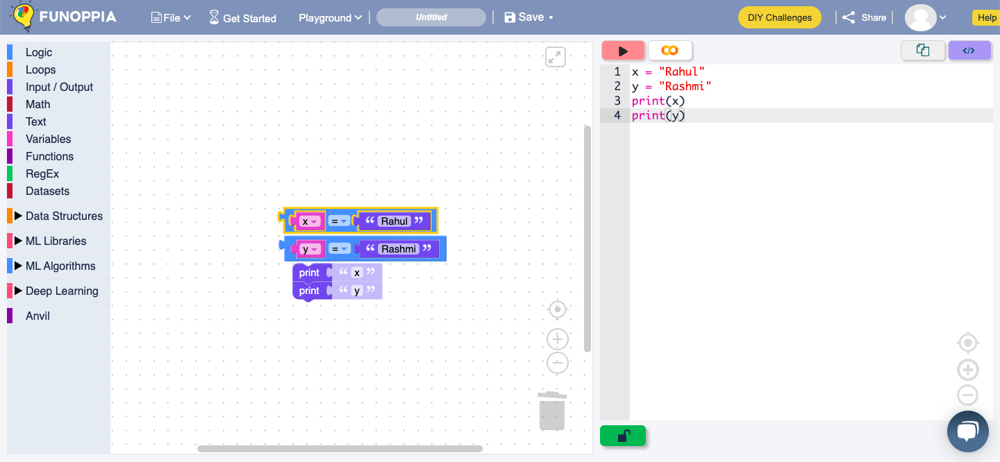 FUNOPPIA
File
Get Started
Playground
Untitled
Save
DIY Challenges
Share
Help
Logic
Loops
Input / Output
Math
Text
Variables
Functions
RegEx
Datasets
Data Structures
ML Libraries
ML Algorithms
Deep Learning
Anvil
x = “ Rahul ”
y = “ Rashmi ”
print “ x ”
print “ y ”
</>
1 x = "Rahul"
2 y = "Rashmi"
3 print(x)
4 print(y)